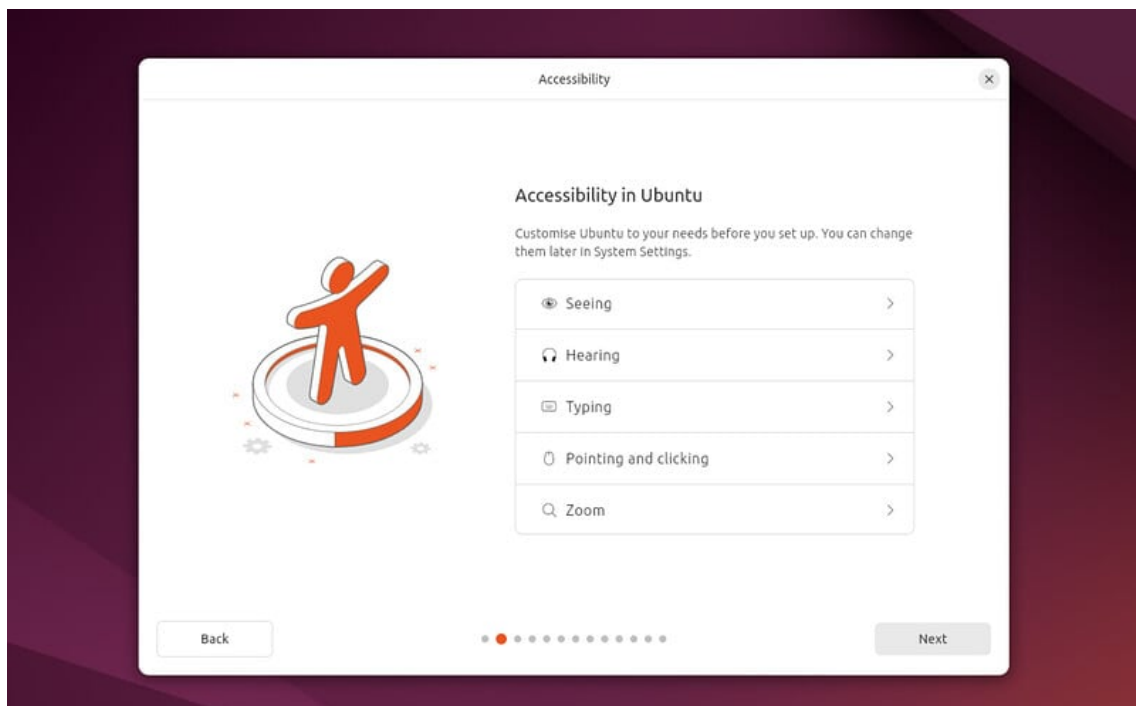 Accessibility
Accessibility in Ubuntu
Customise Ubuntu to your needs before you set up. You can change
them later in System Settings.
Seeing
Hearing
Typing
Pointing and clicking
Zoom
Back
Next